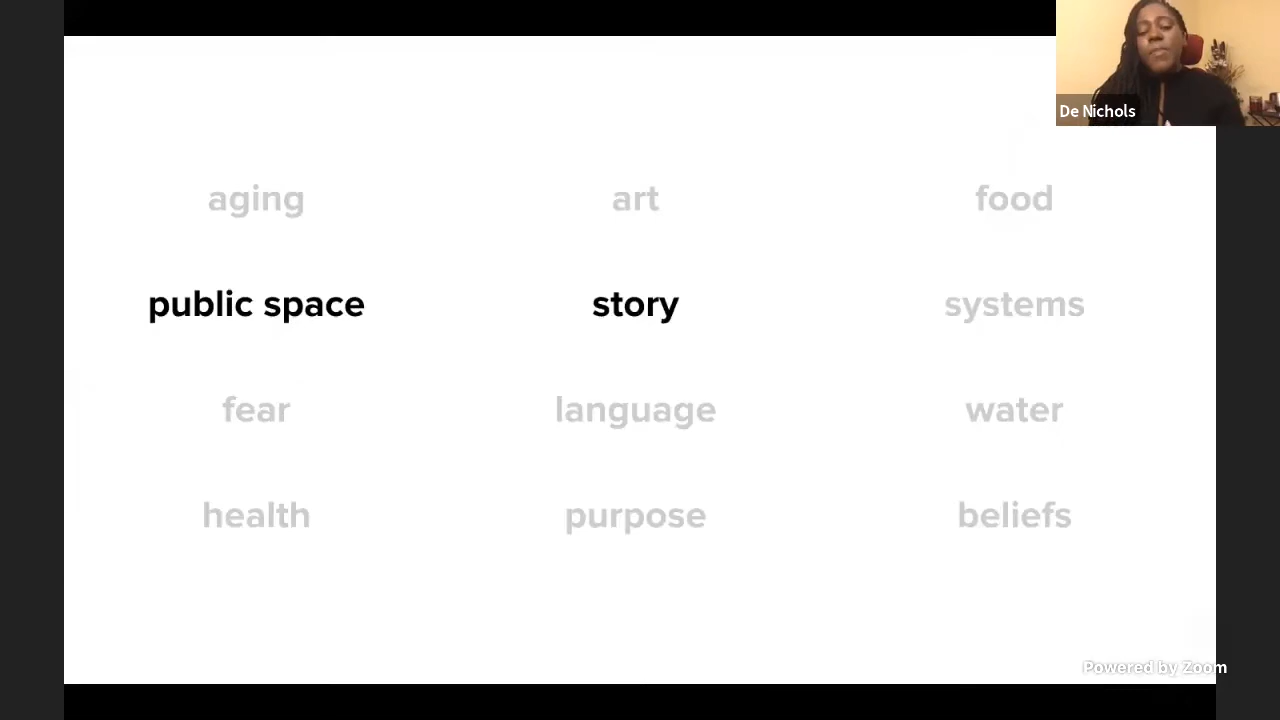 De Nichols
aging art food
public space story systems
fear language water
health purpose beliefs
Powered by Zoom